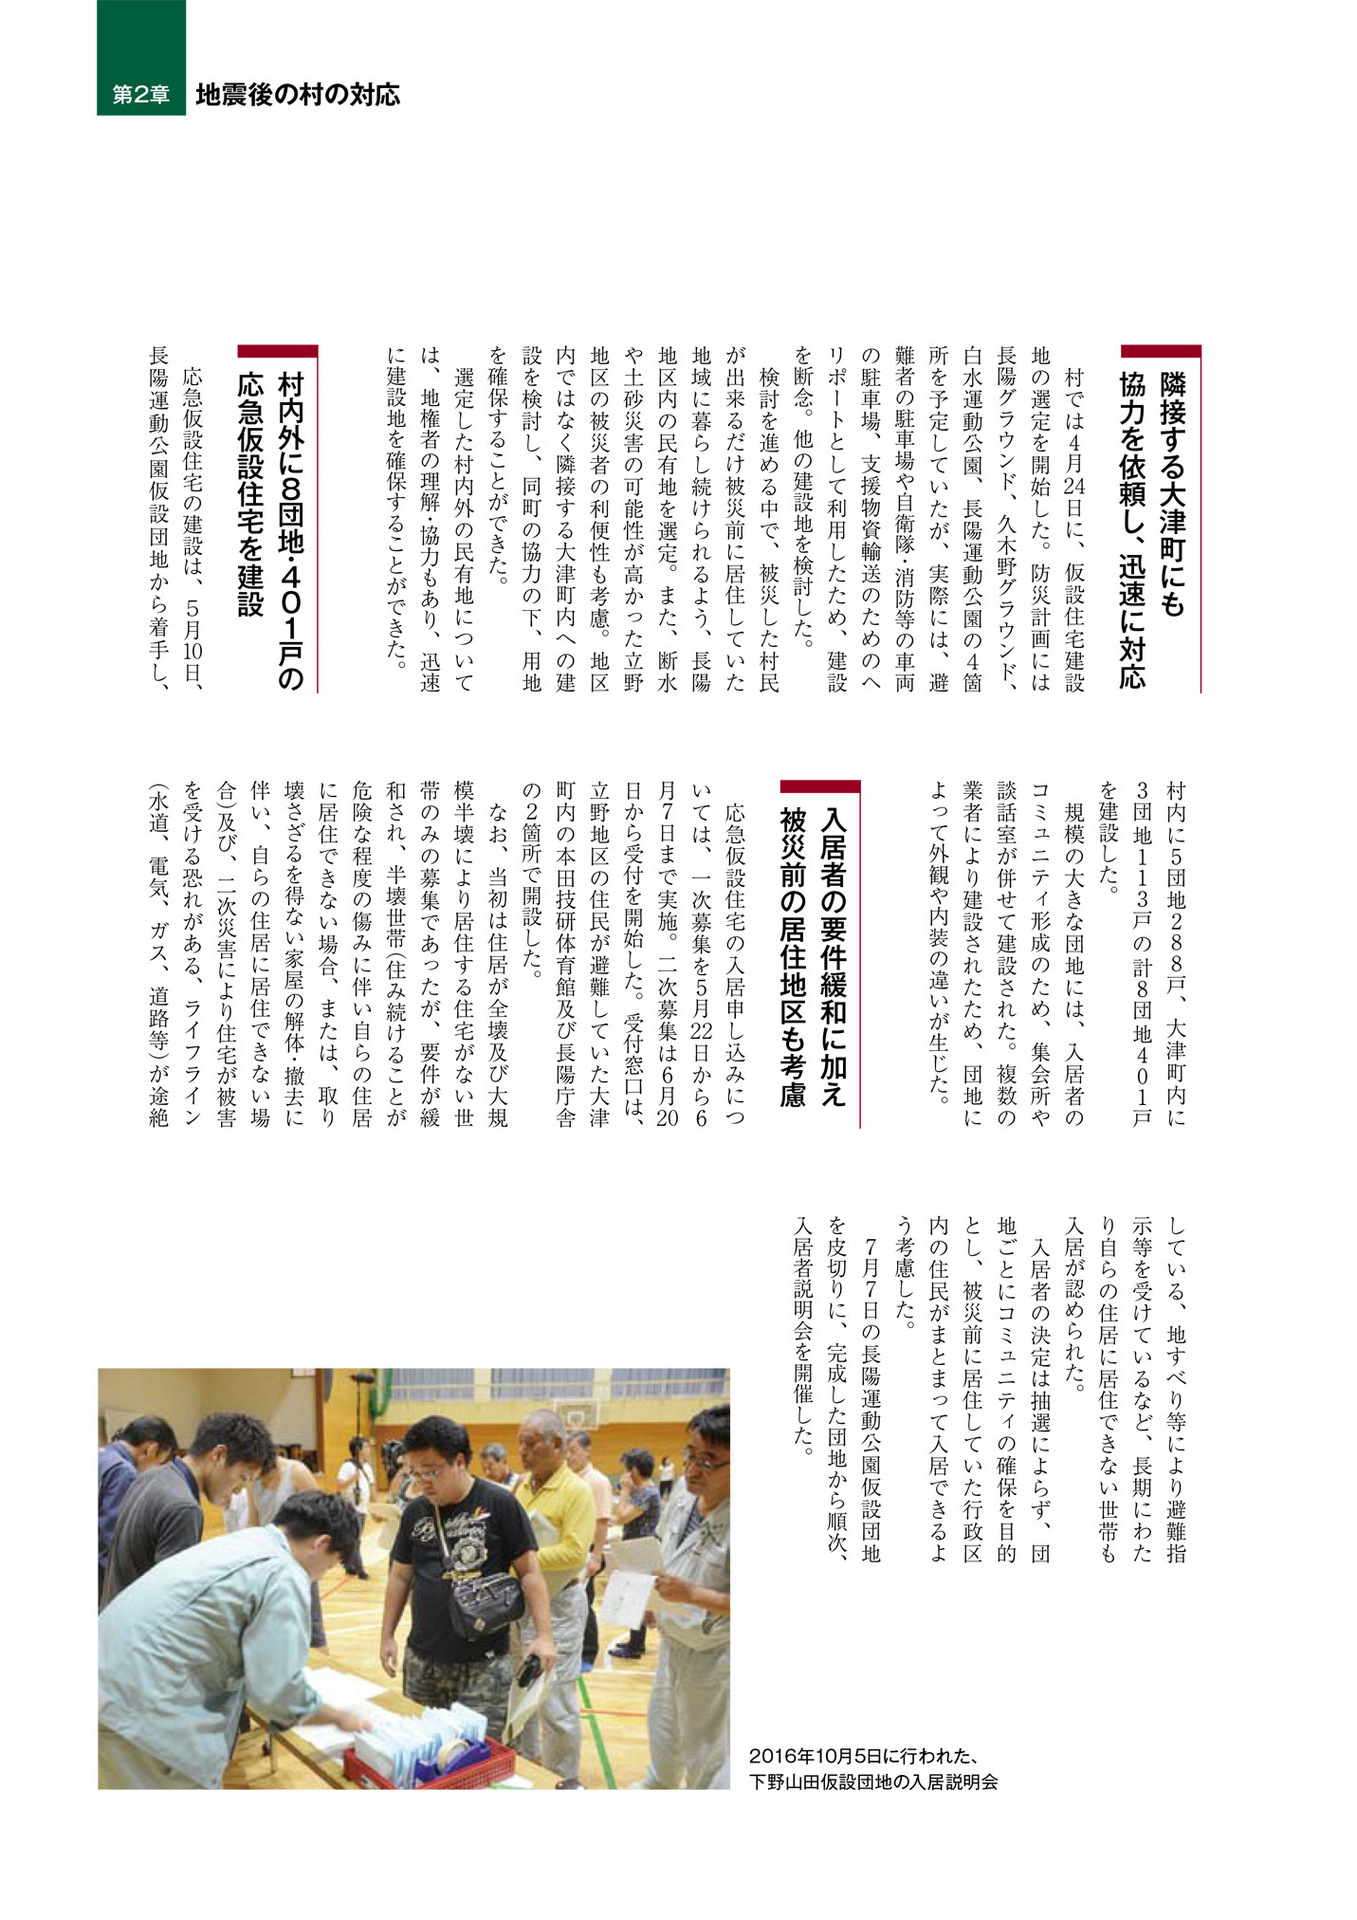 第2章
地震後の村の対応
隣接する大津町にも
協力を依頼し、迅速に対応
村では4月24日に、仮設住宅建設
地の選定を開始した。防災計画には
長陽グラウンド、久木野グラウンド、
白水運動公園、長陽運動公園の4箇
所を予定していたが、実際には、避
難者の駐車場や自衛隊・消防等の車両
の駐車場、支援物資輸送のためのヘ
リポートとして利用したため、建設
を断念。他の建設地を検討した。
検討を進める中で、被災した村民
が出来るだけ被災前に居住していた
地域に暮らし続けられるよう、長陽
地区内の民有地を選定。また、断水
や土砂災害の可能性が高かった立野
地区の被災者の利便性も考慮。地区
内ではなく隣接する大津町内への建
設を検討し、同町の協力の下、用地
を確保することができた。
選定した村内外の民有地について
は、地権者の理解・協力もあり、迅速
に建設地を確保することができた。
村内外に8団地・401戸の
応急仮設住宅を建設
応急仮設住宅の建設は、5月10日、
長陽運動公園仮設団地から着手し、
村内に5団地288戸、大津町内に
3団地113戸の計8団地401戸
を建設した。
規模の大きな団地には、入居者の
コミュニティ形成のため、集会所や
談話室が併せて建設された。複数の
業者により建設されたため、団地に
よって外観や内装の違いが生じた。
入居者の要件緩和に加え
被災前の居住地区も考慮
応急仮設住宅の入居申し込みにつ
いては、一次募集を5月22日から6
月7日まで実施。二次募集は6月20
日から受付を開始した。受付窓口は、
立野地区の住民が避難していた大津
町内の本田技研体育館及び長陽庁舎
の2箇所で開設した。
なお、当初は住居が全壊及び大規
模半壊により居住する住宅がない世
帯のみの募集であったが、要件が緩
和され、半壊世帯(住み続けることが
危険な程度の傷みに伴い自らの住居
に居住できない場合、または、取り
壊さざるを得ない家屋の解体・撤去に
伴い、自らの住居に居住できない場
合)及び、二次災害により住宅が被害
を受ける恐れがある、ライフライン
(水道、電気、ガス、道路等)が途絶
している、地すべり等により避難指
示等を受けているなど、長期にわた
り自らの住居に居住できない世帯も
入居が認められた。
入居者の決定は抽選によらず、団
地ごとにコミュニティの確保を目的
とし、被災前に居住していた行政区
内の住民がまとまって入居できるよ
う考慮した。
7月7日の長陽運動公園仮設団地
を皮切りに、完成した団地から順次、
入居者説明会を開催した。
2016年10月5日に行われた、
下野山田仮設団地の入居説明会